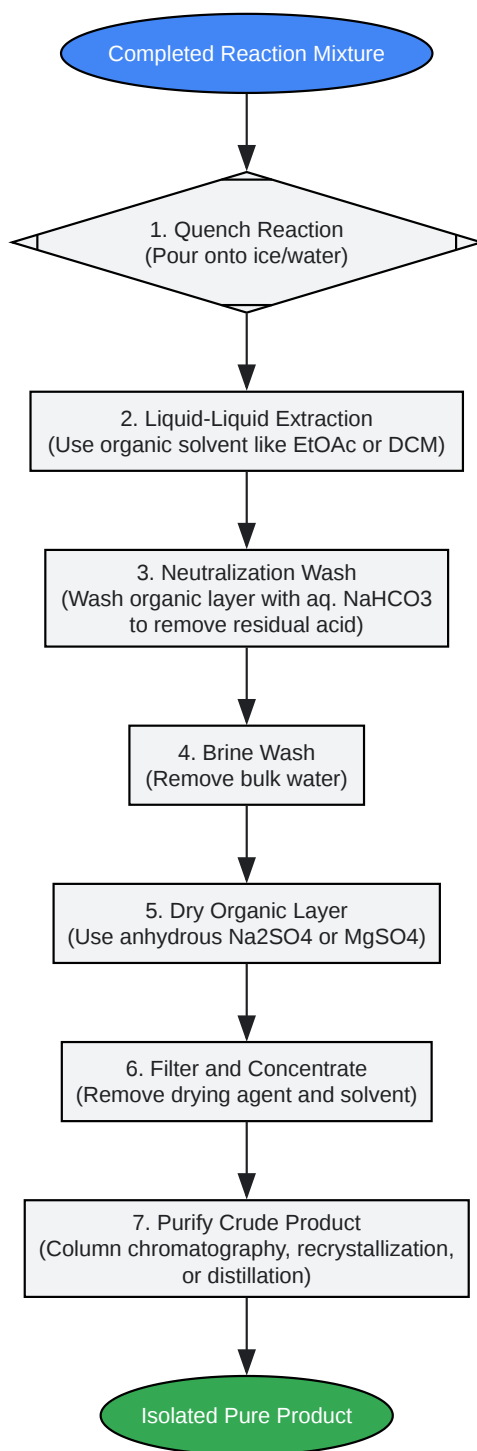 Completed Reaction Mixture
1. Quench Reaction
(Pour onto ice/water)
2. Liquid-Liquid Extraction
(Use organic solvent like EtOAc or DCM)
3. Neutralization Wash
(Wash organic layer with aq. NaHCO3
to remove residual acid)
4. Brine Wash
(Remove bulk water)
5. Dry Organic Layer
(Use anhydrous Na2SO4 or MgSO4)
6. Filter and Concentrate
(Remove drying agent and solvent)
7. Purify Crude Product
(Column chromatography, recrystallization,
or distillation)
Isolated Pure Product